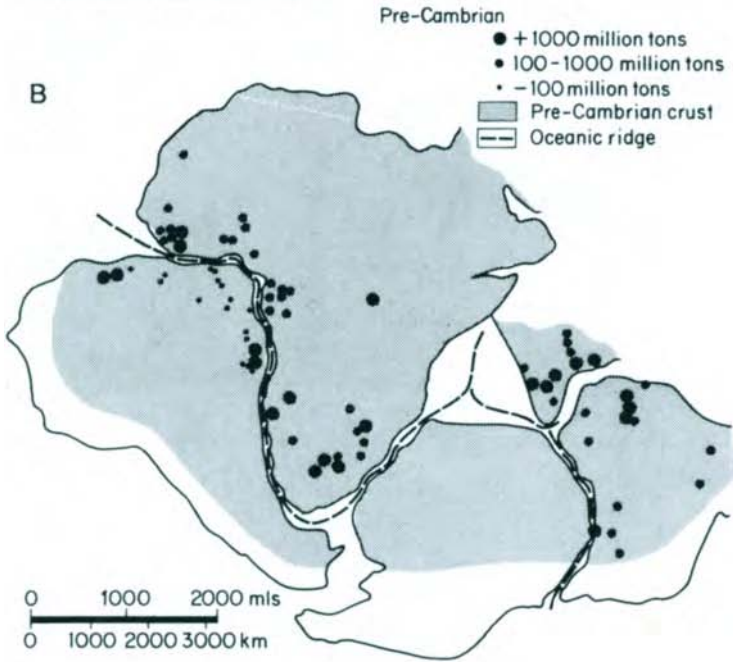 Pre-Cambrian
+1000 million tons
100-1000 million tons
-100 million tons
Pre-Cambrian crust
Oceanic ridge
B
0 1000 2000 mls
0 1000 2000 3000 km